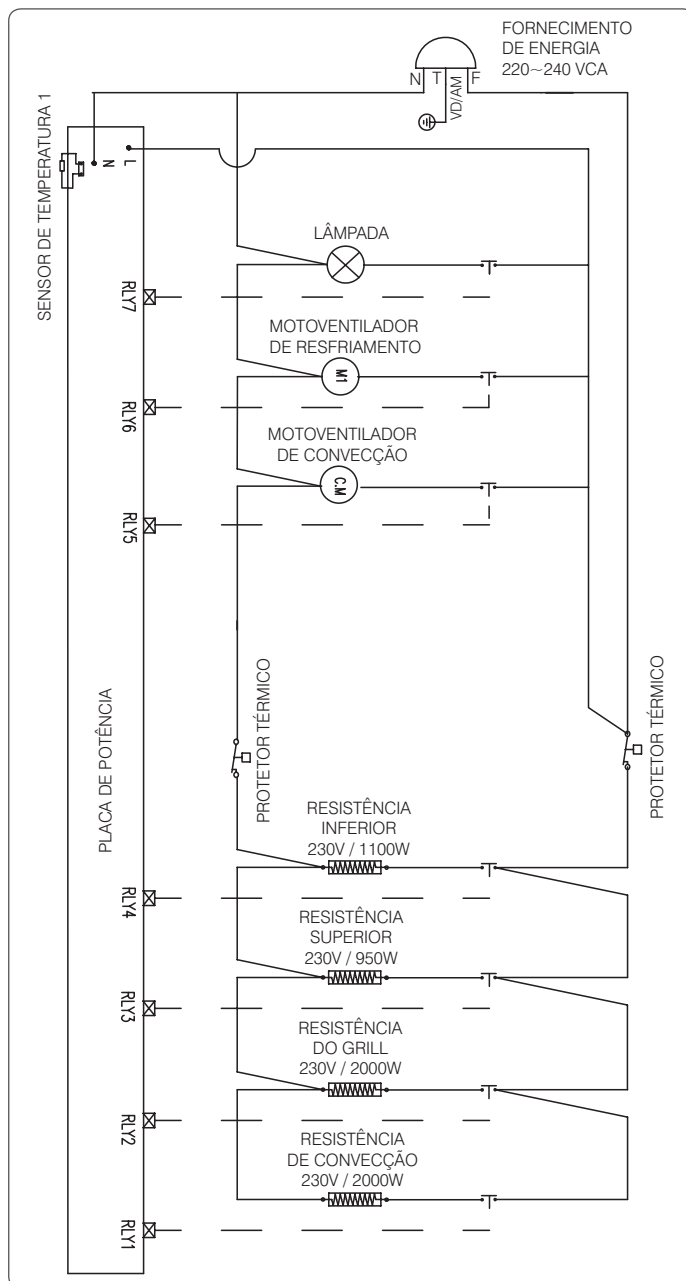 FORNECIMENTO
DE ENERGIA
220~240 VCA
N T F
VD/AM
SENSOR DE TEMPERATURA 1
N
L
LÂMPADA
RLY7
MOTOVENTILADOR
DE RESFRIAMENTO
M1
RLY6
MOTOVENTILADOR
DE CONVECÇÃO
C.M
RLY5
PLACA DE POTÊNCIA
PROTETOR TÉRMICO
PROTETOR TÉRMICO
RESISTÊNCIA
INFERIOR
230V / 1100W
RLY4
RESISTÊNCIA
SUPERIOR
230V / 950W
RLY3
RESISTÊNCIA
DO GRILL
230V / 2000W
RLY2
RESISTÊNCIA
DE CONVECÇÃO
230V / 2000W
RLY1